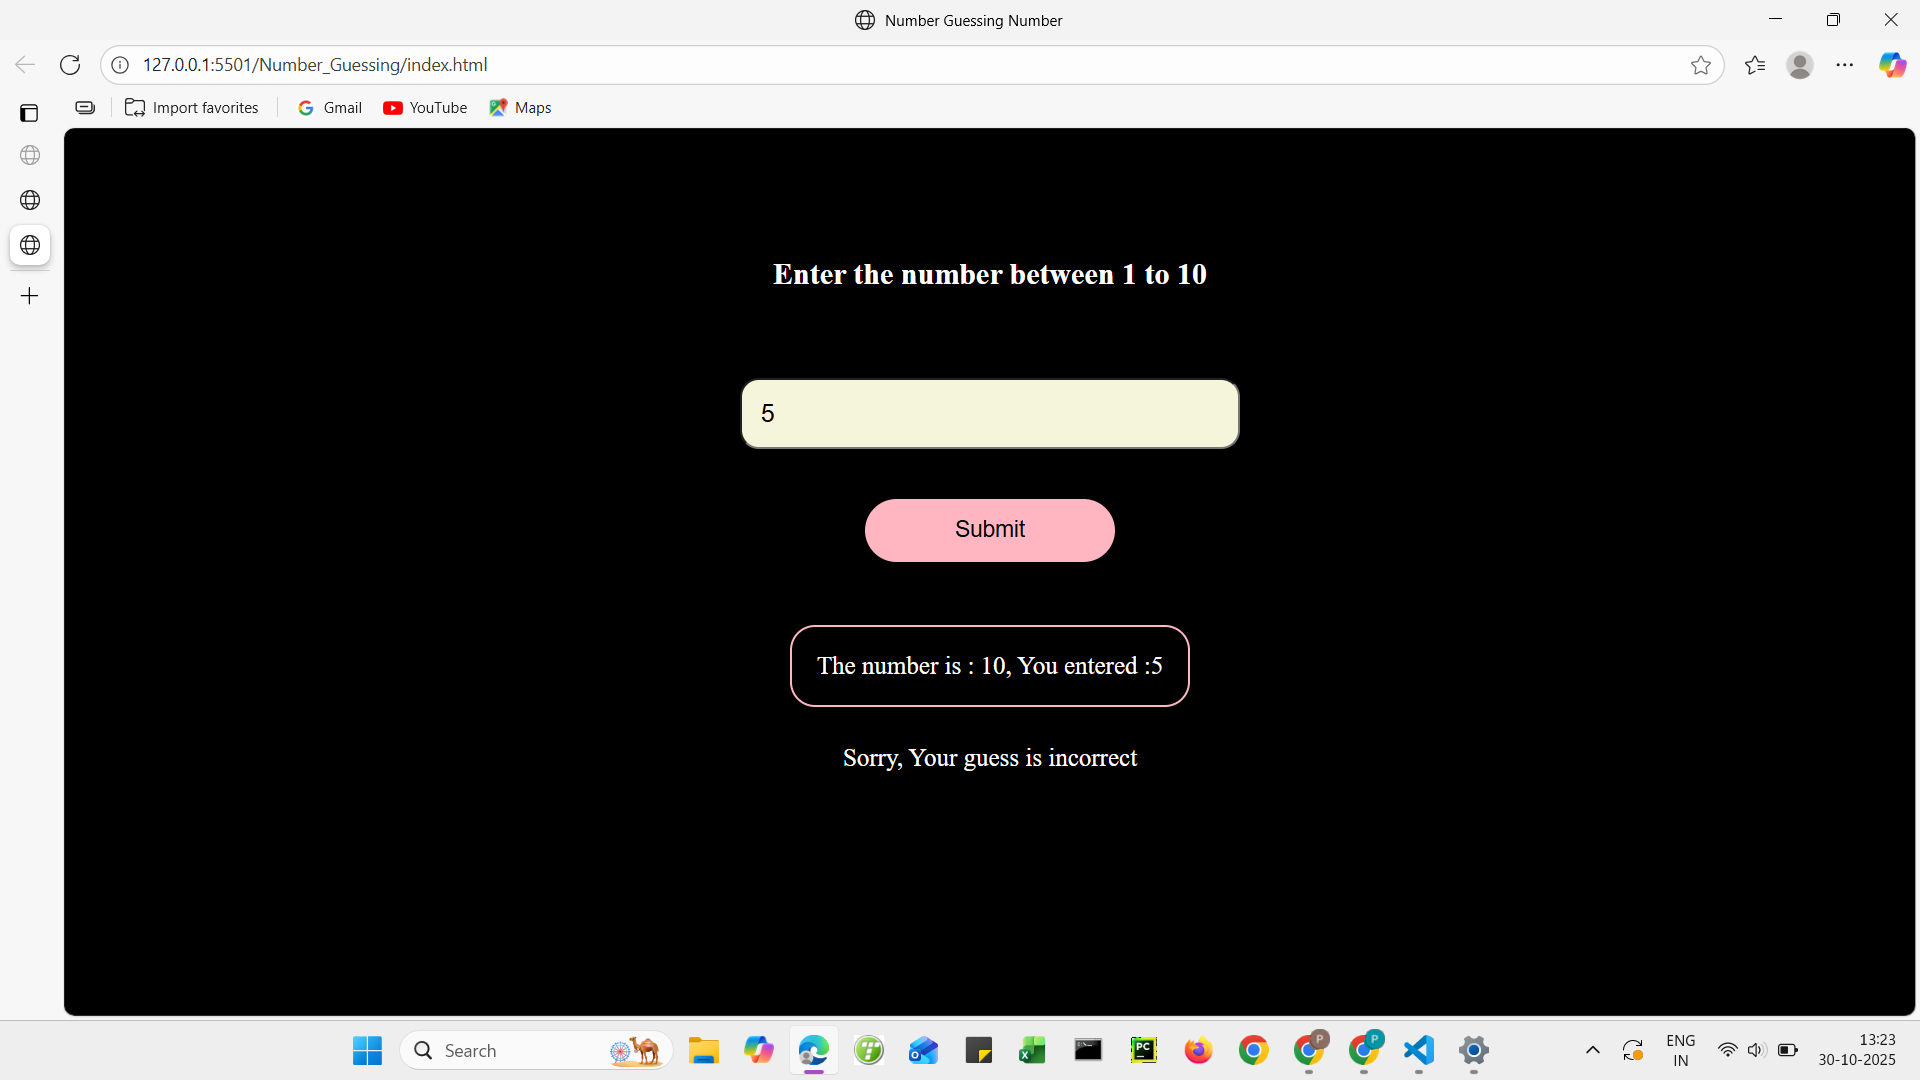 Number Guessing Number
127.0.0.1:5501/Number_Guessing/index.html
Import favorites
Gmail
YouTube
Maps
Enter the number between 1 to 10
5
Submit
The number is : 10, You entered :5
Sorry, Your guess is incorrect
Search
PC
P
P
ENG
IN
13:23
30-10-2025